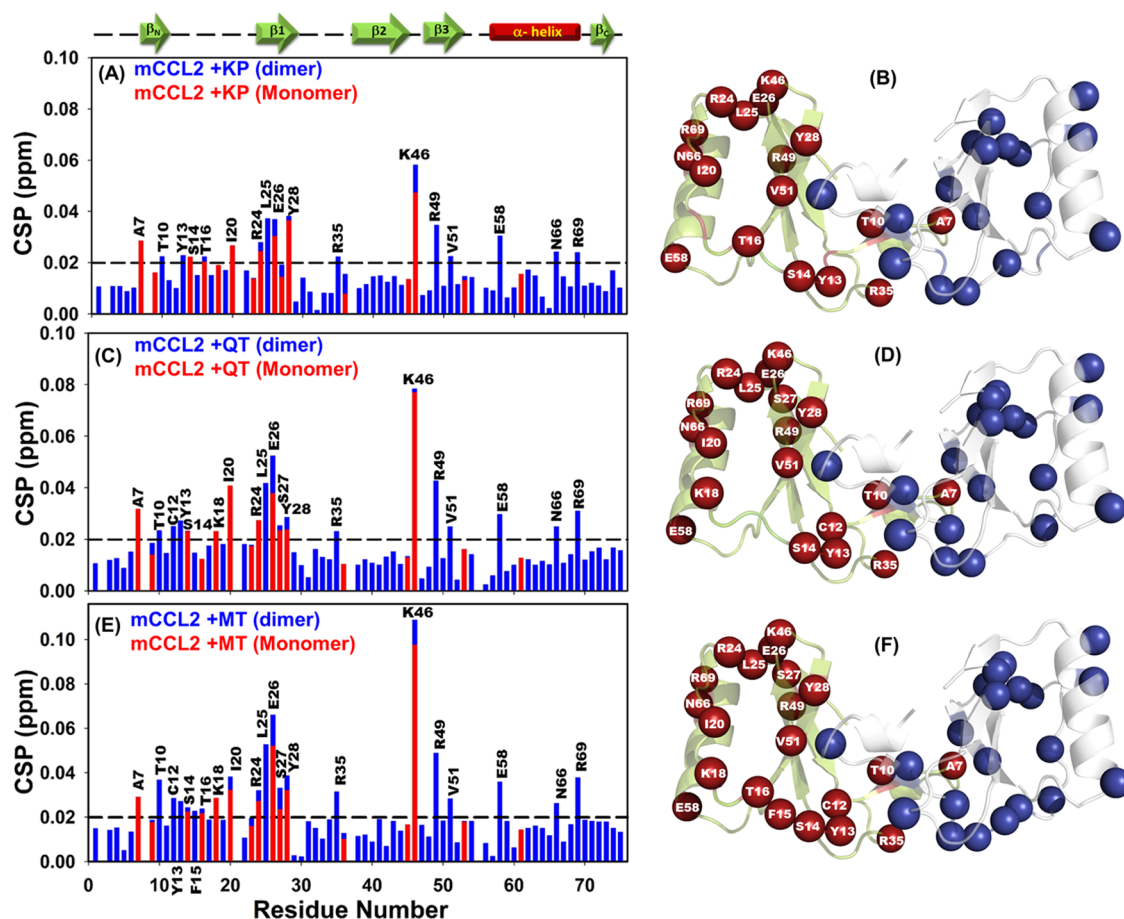 βN β1 β2 β3 α- helix βC
(A) mCCL2 +KP (dimer)
mCCL2 +KP (Monomer)
CSP (ppm)
0.10
0.08
0.06
0.04
0.02
0.00
A7 T10 Y13 S14 T16 I20 R24 L25 E26 Y28 R35 K46 R49 V51 E58 N66 R69
(B)
K46
R24 E26
L25
R69 Y28
N66 R49
I20
V51
T10 A7
T16
E58 S14 Y13
R35
(C) mCCL2 +QT (dimer)
mCCL2 +QT (Monomer)
CSP (ppm)
0.10
0.08
0.06
0.04
0.02
0.00
A7 T10 C12 Y13 S14 K18 I20 R24 L25 E26 S27 Y28 R35 K46 R49 V51 E58 N66 R69
(D)
K46
R24 E26
L25
R69 S27 Y28
N66 R49
I20
V51
K18 T10 A7
E58 C12
S14 Y13
R35
(E) mCCL2 +MT (dimer)
mCCL2 +MT (Monomer)
CSP (ppm)
0.10
0.08
0.06
0.04
0.02
0.00
A7 T10 C12 S14 T16 K18 I20 R24 L25 E26 S27 Y28 R35 K46 R49 V51 E58 N66 R69
Y13 F15
0 10 20 30 40 50 60 70
Residue Number
(F)
K46
R24 E26
L25
R69 S27 Y28
N66 R49
I20
V51
K18 T10 A7
E58 T16 C12
F15
S14 Y13 R35